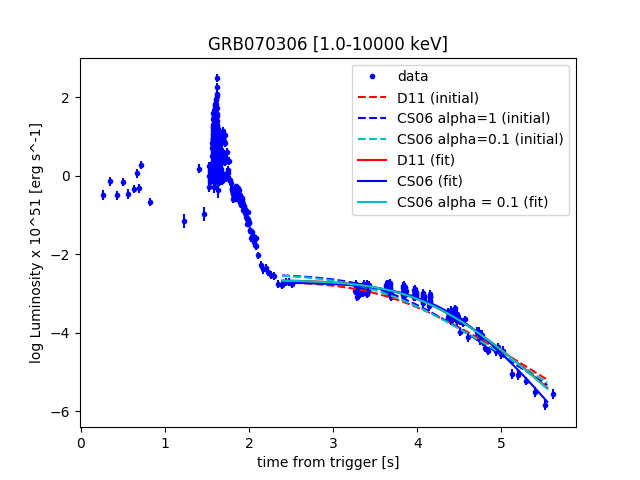 GRB070306 [1.0-10000 keV]
data
D11 (initial)
CS06 alpha=1 (initial)
CS06 alpha=0.1 (initial)
D11 (fit)
CS06 (fit)
CS06 alpha = 0.1 (fit)
log Luminosity x 10^51 [erg s^-1]
2
0
−2
−4
−6
0 1 2 3 4 5
time from trigger [s]